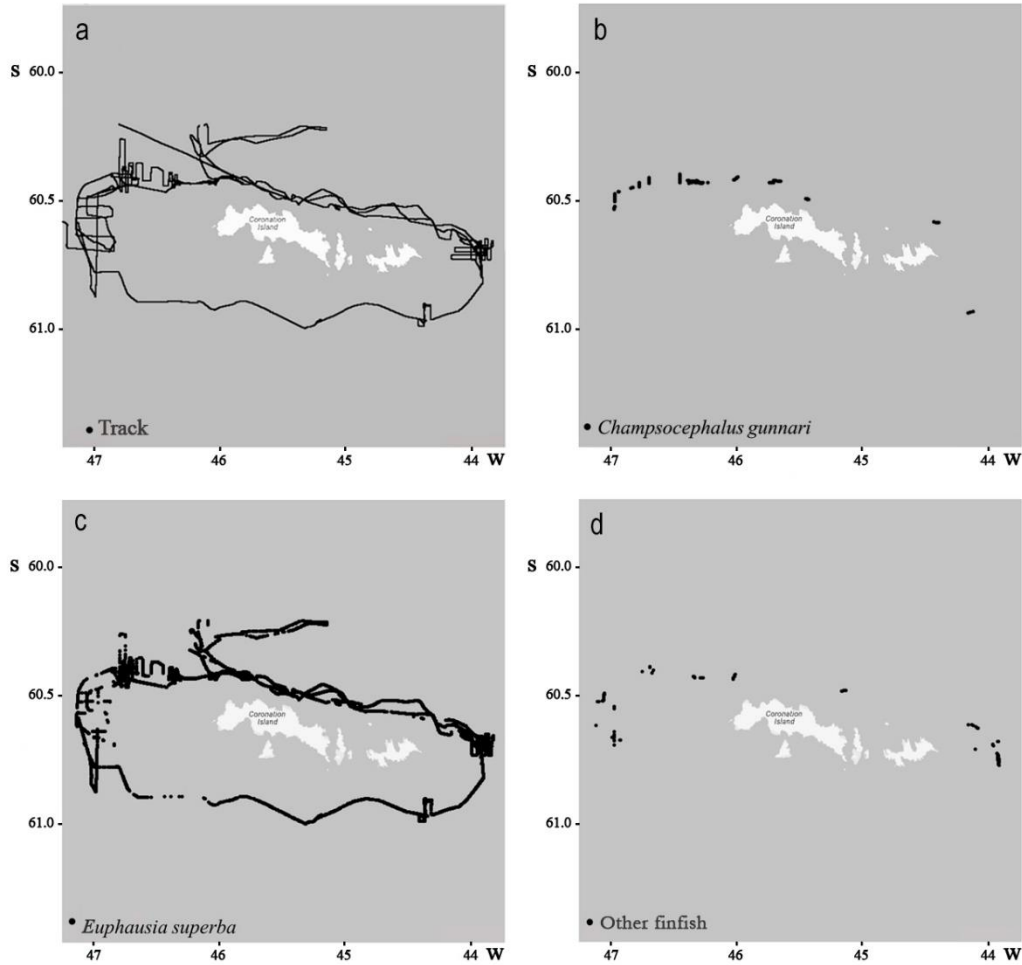 a
S 60.0
60.5
Coronation
Island
61.0
Track
47 46 45 44 W
b
S 60.0
60.5
Coronation
Island
61.0
Champsocephalus gunnari
47 46 45 44 W
c
S 60.0
60.5
Coronation
Island
61.0
Euphausia superba
47 46 45 44 W
d
S 60.0
60.5
Coronation
Island
61.0
Other finfish
47 46 45 44 W